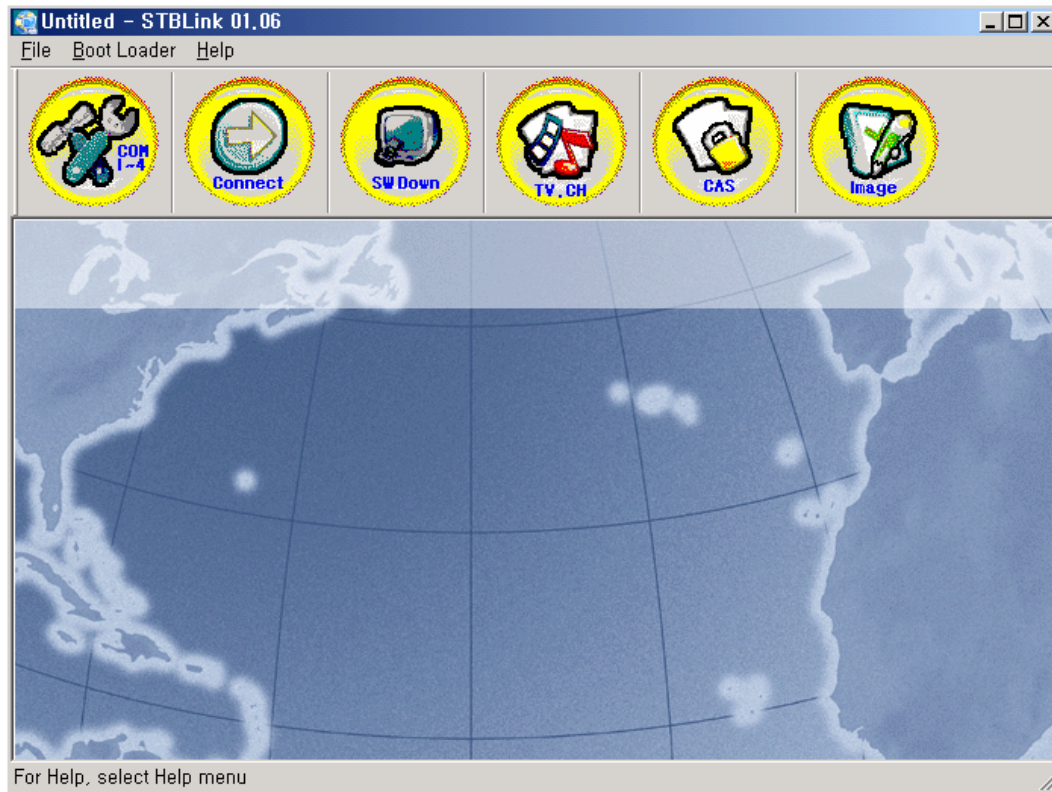 Untitled - STBLink 01.06
File Boot Loader Help
COM
1~4
Connect
SW Down
TV.CH
CAS
Image
For Help, select Help menu